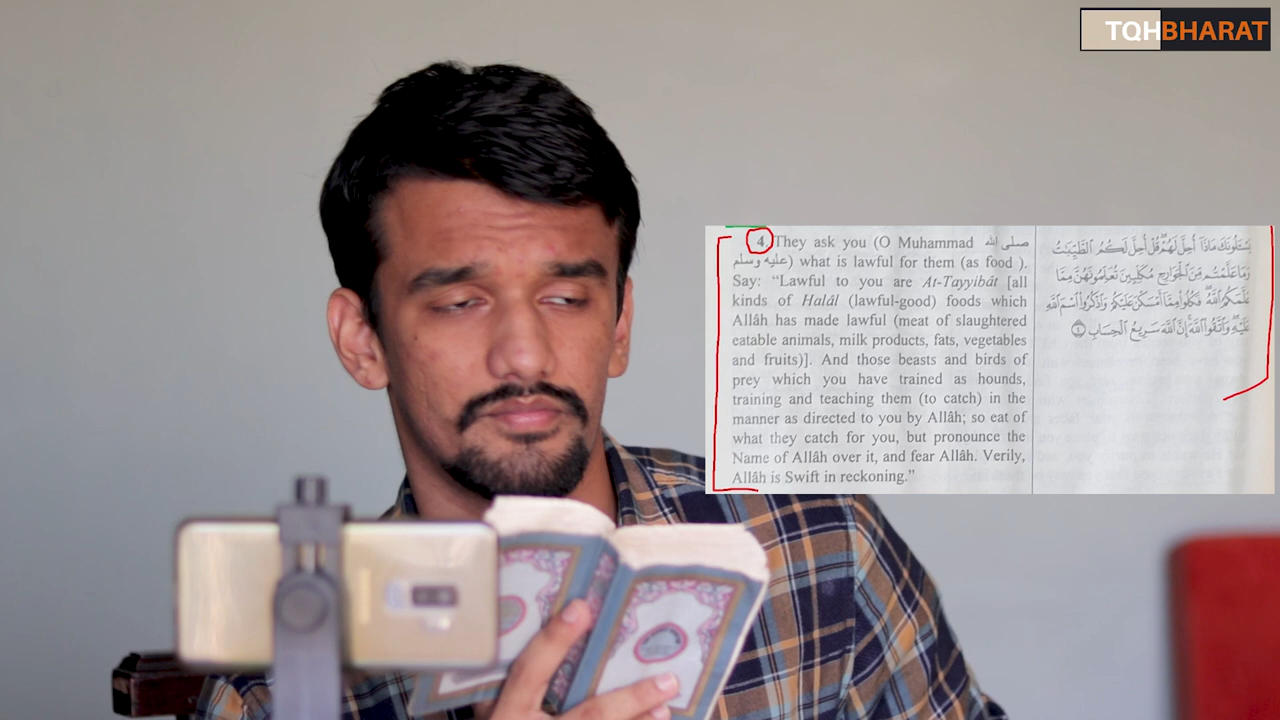 TQHBHARAT
4. They ask you (O Muhammad صلى الله
عليه وسلم) what is lawful for them (as food ).
Say: “Lawful to you are At-Tayyibât [all
kinds of Halâl (lawful-good) foods which
Allâh has made lawful (meat of slaughtered
eatable animals, milk products, fats, vegetables
and fruits)]. And those beasts and birds of
prey which you have trained as hounds,
training and teaching them (to catch) in the
manner as directed to you by Allâh; so eat of
what they catch for you, but pronounce the
Name of Allâh over it, and fear Allâh. Verily,
Allâh is Swift in reckoning.”
يَسْـَٔلُونَكَ مَاذَآ أُحِلَّ لَهُمْ ۖ قُلْ أُحِلَّ لَكُمُ ٱلطَّيِّبَـٰتُ
وَمَا عَلَّمْتُم مِّنَ ٱلْجَوَارِحِ مُكَلِّبِينَ تُعَلِّمُونَهُنَّ مِمَّا
عَلَّمَكُمُ ٱللَّهُ ۖ فَكُلُوا۟ مِمَّآ أَمْسَكْنَ عَلَيْكُمْ وَٱذْكُرُوا۟ ٱسْمَ ٱللَّهِ
عَلَيْهِ ۖ وَٱتَّقُوا۟ ٱللَّهَ ۚ إِنَّ ٱللَّهَ سَرِيعُ ٱلْحِسَابِ ٤